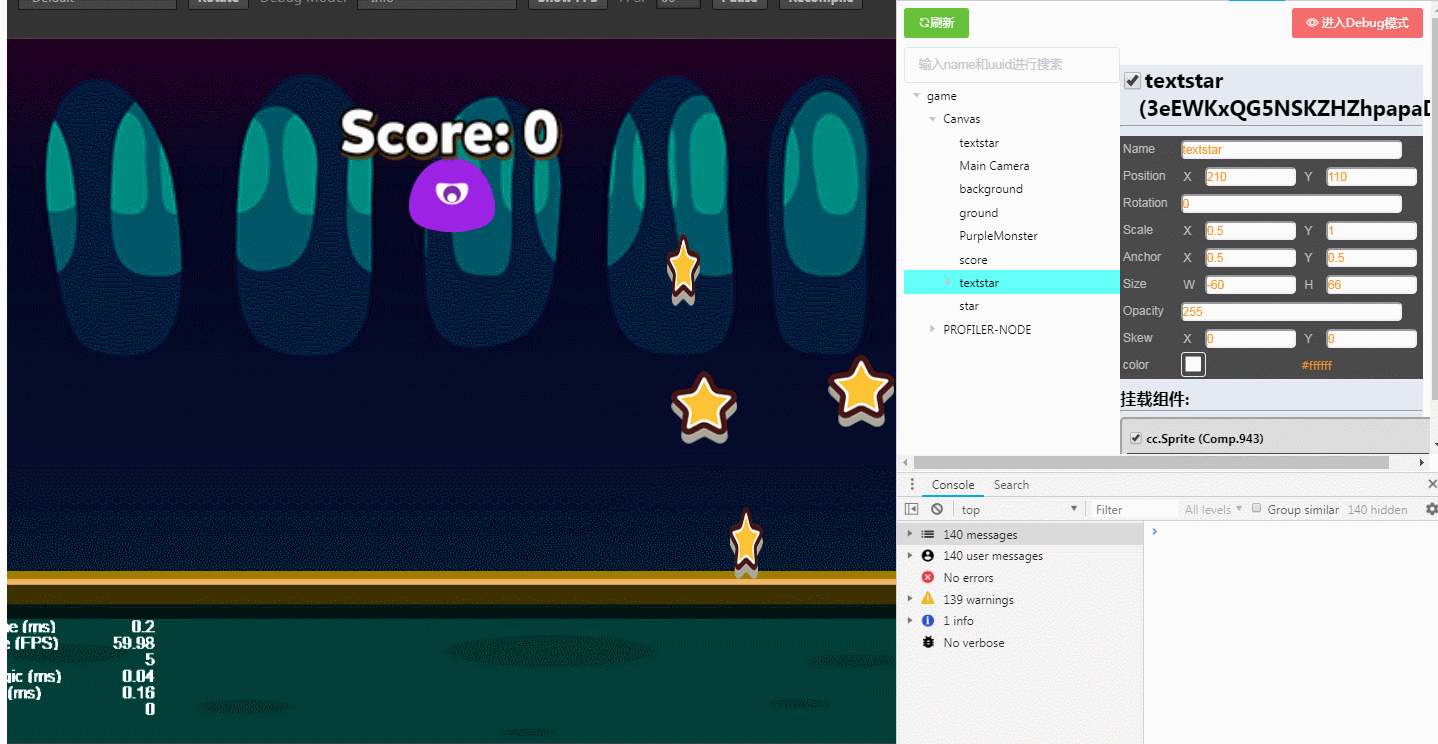 Default
Rotate
Debug Mode:
Info
Show FPS
FPS:
60
Pause
Recompile
Score: 0
e (ms) 0.2
e (FPS) 59.98
5
gic (ms) 0.04
(ms) 0.16
0
刷新
进入Debug模式
输入name和uuid进行搜索
game
Canvas
textstar
Main Camera
background
ground
PurpleMonster
score
textstar
star
PROFILER-NODE
textstar
(3eEWKxQG5NSKZHZhpapaD
Name textstar
Position X 210 Y 110
Rotation 0
Scale X 0.5 Y 1
Anchor X 0.5 Y 0.5
Size W -60 H 66
Opacity 255
Skew X 0 Y 0
color #ffffff
挂载组件:
cc.Sprite (Comp.943)
Console Search
top Filter All levels Group similar 140 hidden
140 messages
140 user messages
No errors
139 warnings
1 info
No verbose